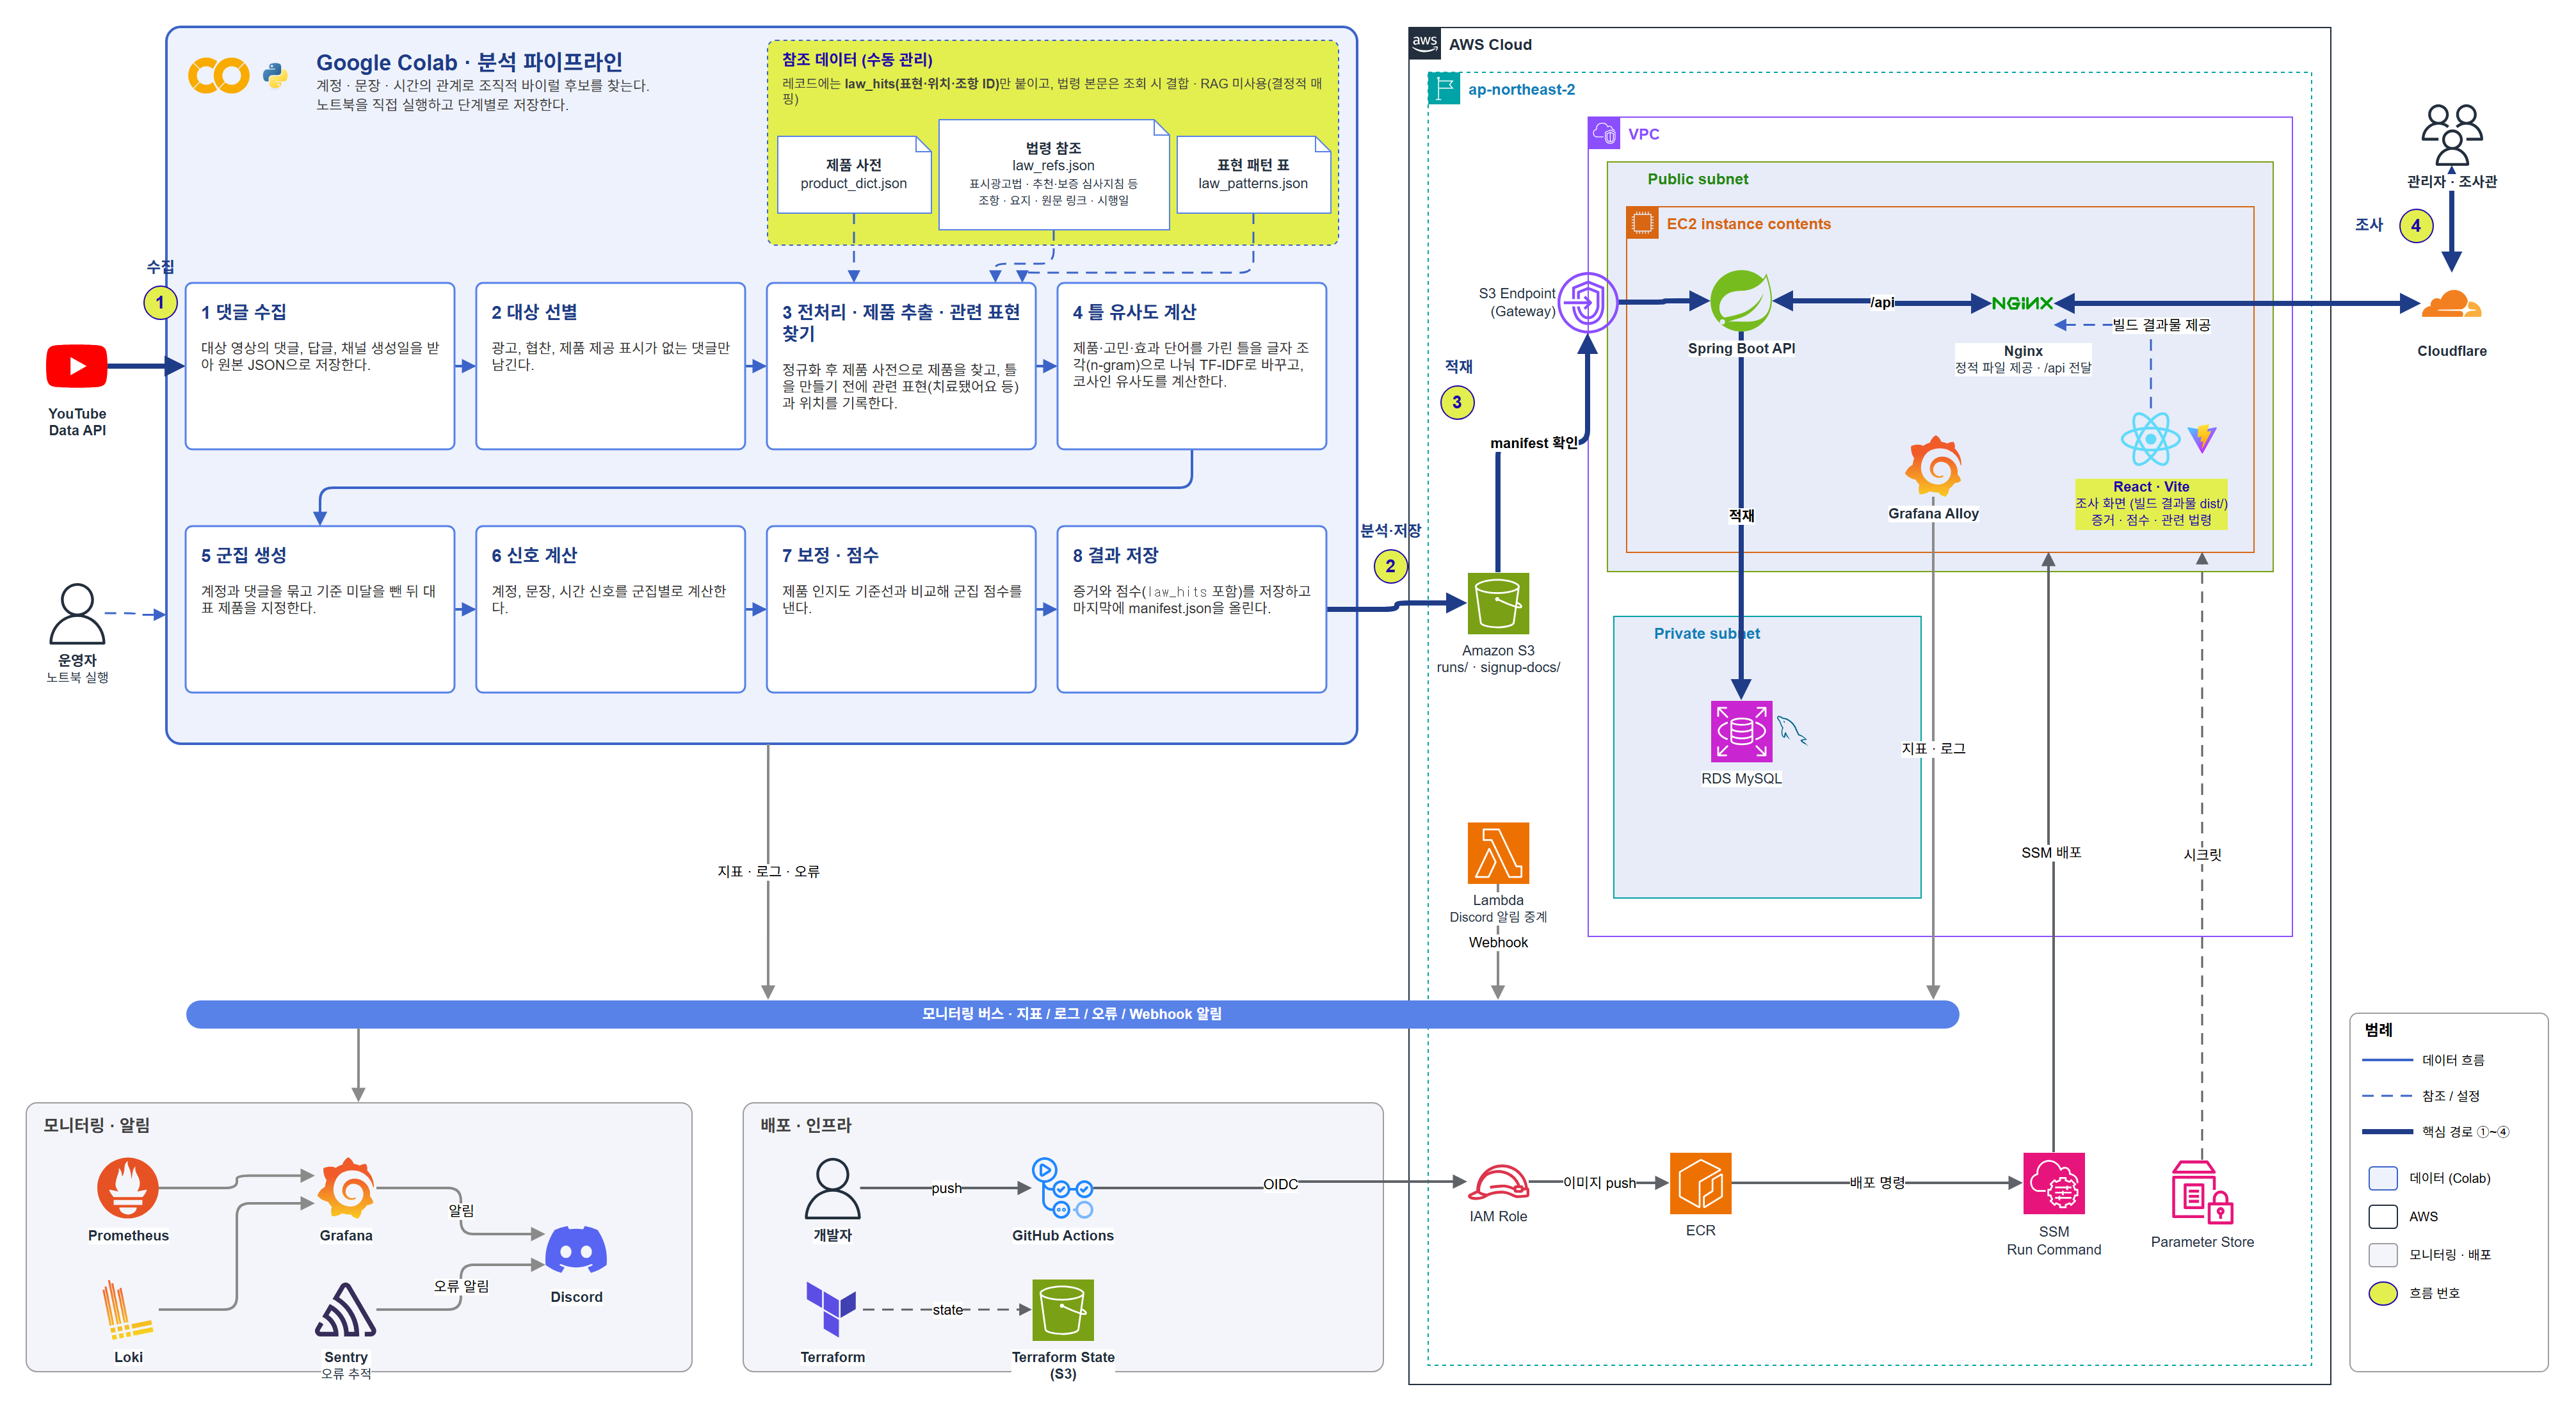 Google Colab · 분석 파이프라인
계정 · 문장 · 시간의 관계로 조직적 바이럴 후보를 찾는다.
노트북을 직접 실행하고 단계별로 저장한다.
참조 데이터 (수동 관리)
레코드에는 law_hits(표현·위치·조항 ID)만 붙이고, 법령 본문은 조회 시 결합 · RAG 미사용(결정적 매
핑)
제품 사전
product_dict.json
법령 참조
law_refs.json
표시광고법 · 추천·보증 심사지침 등
조항 · 요지 · 원문 링크 · 시행일
표현 패턴 표
law_patterns.json
수집
1
YouTube
Data API
1 댓글 수집
대상 영상의 댓글, 답글, 채널 생성일을 받
아 원본 JSON으로 저장한다.
2 대상 선별
광고, 협찬, 제품 제공 표시가 없는 댓글만
남긴다.
3 전처리 · 제품 추출 · 관련 표현
찾기
정규화 후 제품 사전으로 제품을 찾고, 틀
을 만들기 전에 관련 표현(치료됐어요 등)
과 위치를 기록한다.
4 틀 유사도 계산
제품·고민·효과 단어를 가린 틀을 글자 조
각(n-gram)으로 나눠 TF-IDF로 바꾸고,
코사인 유사도를 계산한다.
운영자
노트북 실행
5 군집 생성
계정과 댓글을 묶고 기준 미달을 뺀 뒤 대
표 제품을 지정한다.
6 신호 계산
계정, 문장, 시간 신호를 군집별로 계산한
다.
7 보정 · 점수
제품 인지도 기준선과 비교해 군집 점수를
낸다.
8 결과 저장
증거와 점수(law_hits 포함)를 저장하고
마지막에 manifest.json을 올린다.
분석·저장
2
aws
AWS Cloud
ap-northeast-2
VPC
Public subnet
EC2 instance contents
S3 Endpoint
(Gateway)
Spring Boot API
/api
NGINX
Nginx
정적 파일 제공 · /api 전달
빌드 결과물 제공
React · Vite
조사 화면 (빌드 결과물 dist/)
증거 · 점수 · 관련 법령
Grafana Alloy
적재
3
manifest 확인
적재
Amazon S3
runs/ · signup-docs/
Private subnet
RDS MySQL
지표 · 로그
Lambda
Discord 알림 중계
Webhook
SSM 배포
시크릿
관리자 · 조사관
조사
4
Cloudflare
지표 · 로그 · 오류
모니터링 버스 · 지표 / 로그 / 오류 / Webhook 알림
모니터링 · 알림
Prometheus
Grafana
알림
Discord
Loki
Sentry
오류 추적
오류 알림
배포 · 인프라
개발자
push
GitHub Actions
OIDC
Terraform
state
Terraform State
(S3)
IAM Role
이미지 push
ECR
배포 명령
SSM
Run Command
Parameter Store
범례
데이터 흐름
참조 / 설정
핵심 경로 ①~④
데이터 (Colab)
AWS
모니터링 · 배포
흐름 번호